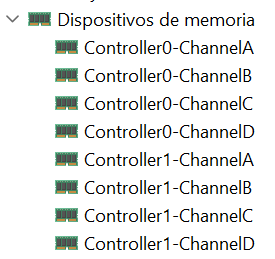 Dispositivos de memoria
Controller0-ChannelA
Controller0-ChannelB
Controller0-ChannelC
Controller0-ChannelD
Controller1-ChannelA
Controller1-ChannelB
Controller1-ChannelC
Controller1-ChannelD